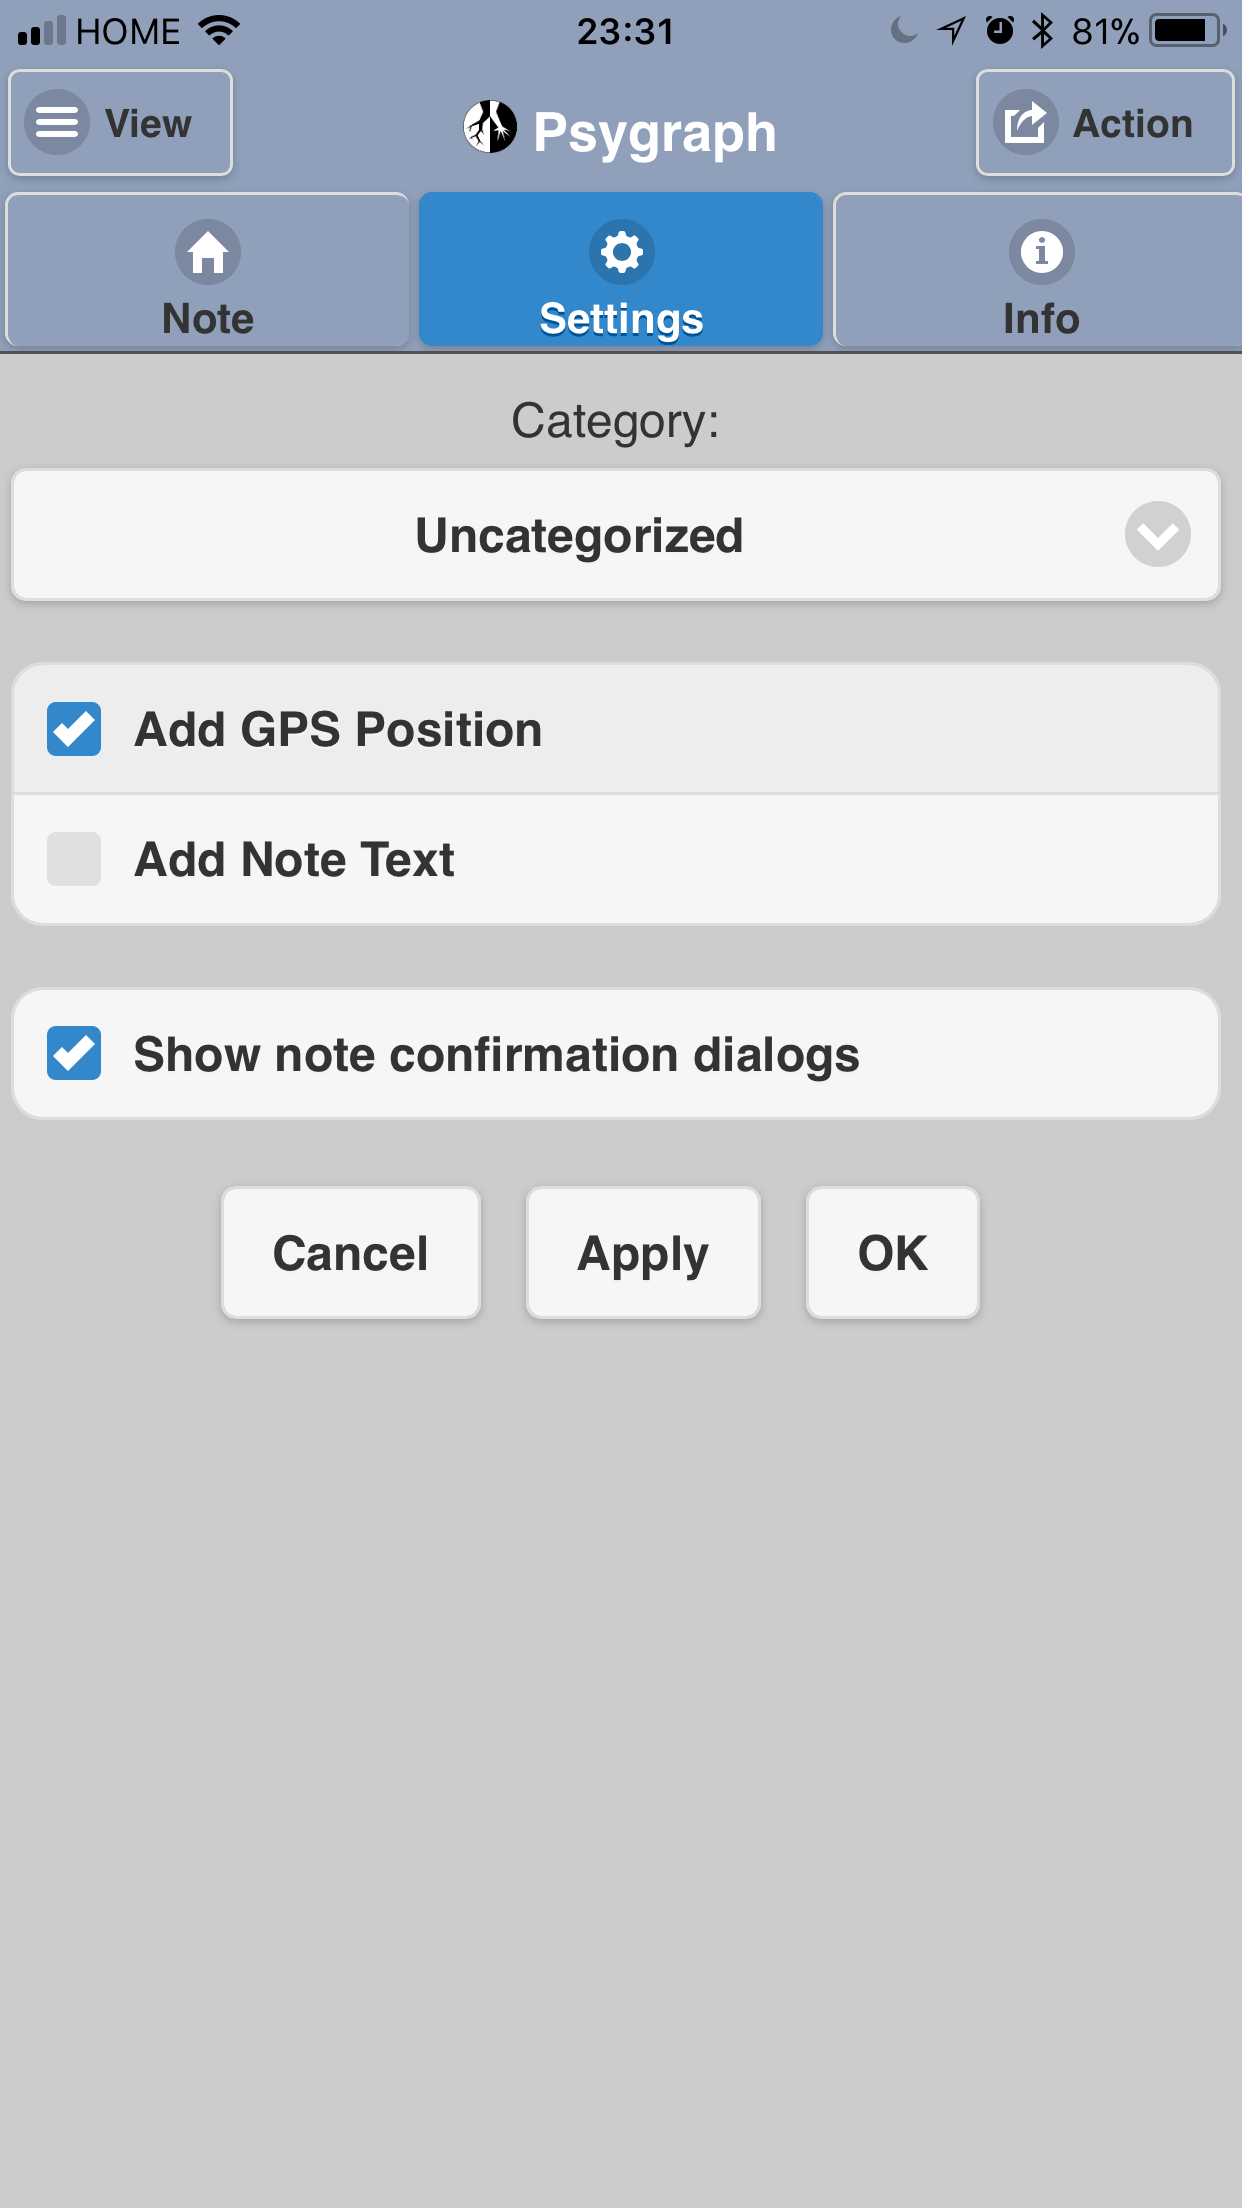 HOME 23:31 81%
View Psygraph Action
Note Settings Info
Category:
Uncategorized
Add GPS Position
Add Note Text
Show note confirmation dialogs
Cancel Apply OK